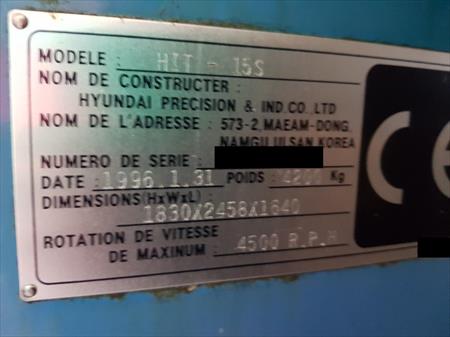 MODELE : HIT - 15S
NOM DE CONSTRUCTER :
HYUNDAI PRECISION & IND.CO.,LTD
NOM DE L'ADRESSE : 573-2, MAEAM-DONG,
NAMGU ULSAN KOREA
NUMERO DE SERIE :
DATE : 1996.1.31 POIDS : 4200 Kg
DIMENSIONS(HxWxL) :
1830X2458X1640
ROTATION DE VITESSE
DE MAXINUM : 4500 R.P.M
CE